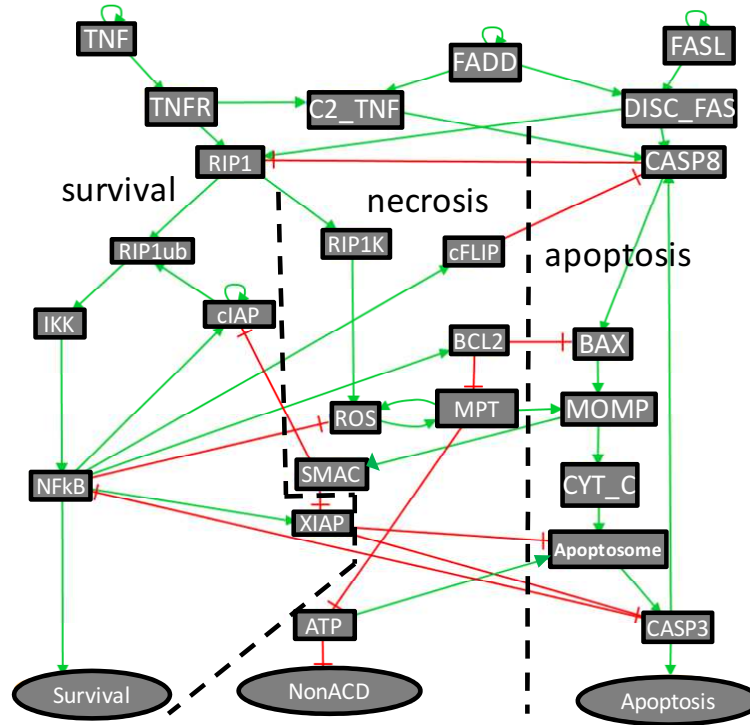 TNF
FADD
FASL
TNFR
C2_TNF
DISC_FAS
RIP1
CASP8
survival
necrosis
RIP1ub
RIP1K
cFLIP
apoptosis
IKK
cIAP
BCL2
BAX
ROS
MPT
MOMP
SMAC
NFkB
CYT_C
XIAP
Apoptosome
ATP
CASP3
Survival
NonACD
Apoptosis